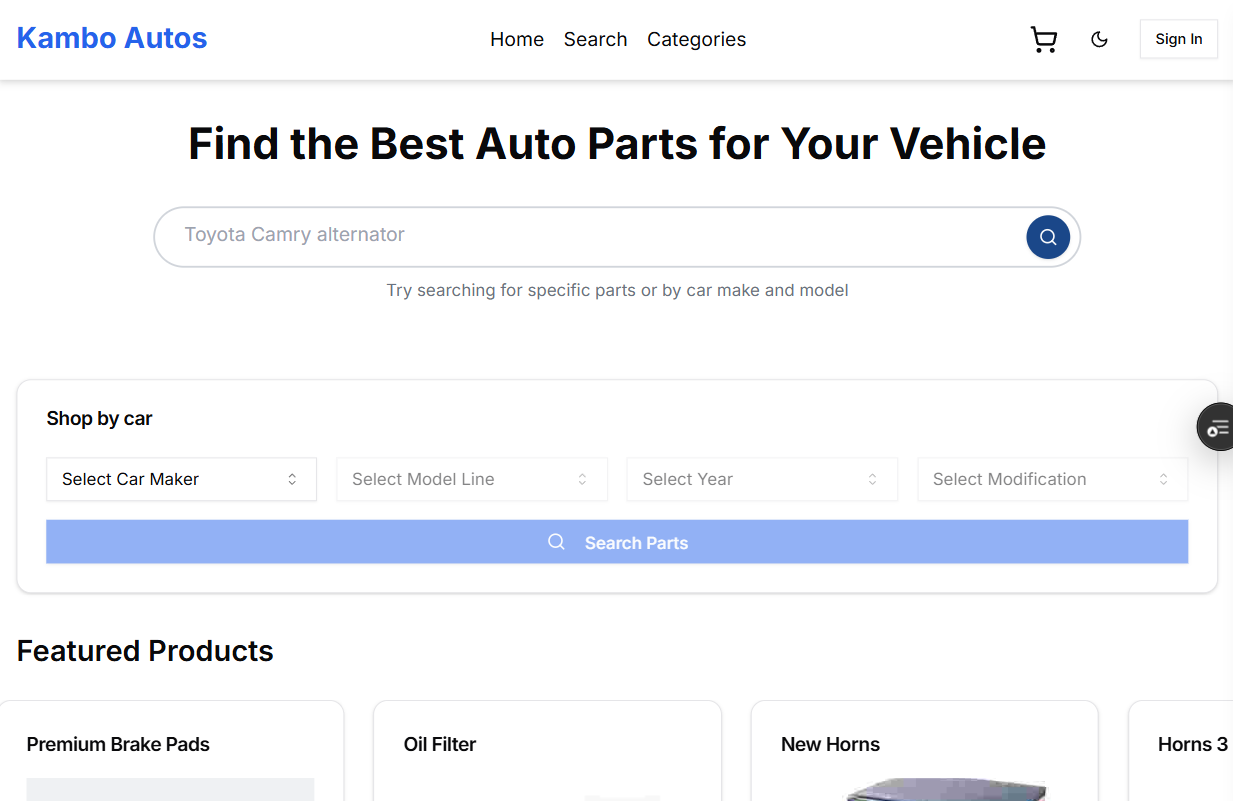 Kambo Autos
Home Search Categories
Sign In
Find the Best Auto Parts for Your Vehicle
Toyota Camry alternator
Try searching for specific parts or by car make and model
Shop by car
Select Car Maker
Select Model Line
Select Year
Select Modification
Search Parts
Featured Products
Premium Brake Pads
Oil Filter
New Horns
Horns 3